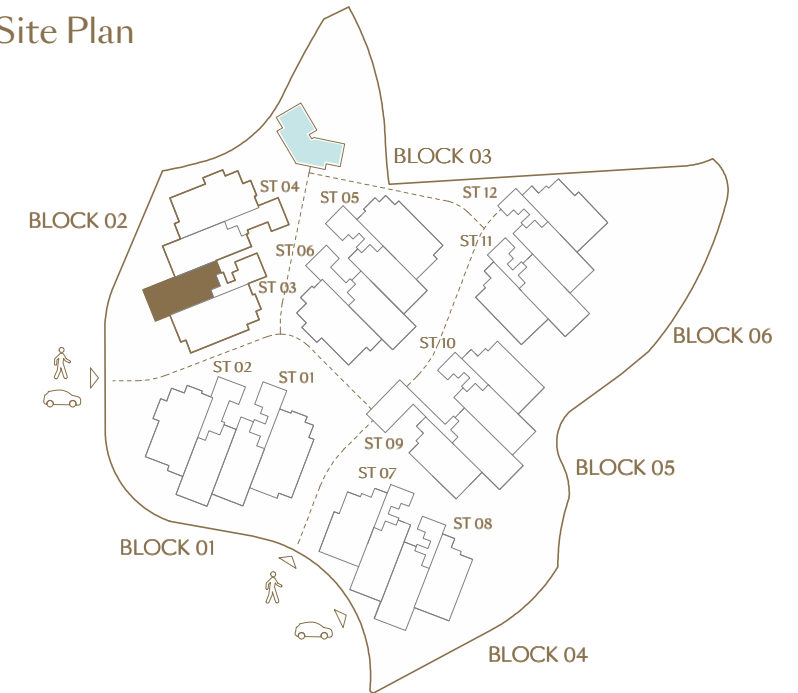 Site Plan
BLOCK 03
ST 04
ST 12
ST 05
BLOCK 02
ST 11
ST 06
ST 03
BLOCK 06
ST 10
ST 02
ST 01
ST 09
BLOCK 05
ST 07
ST 08
BLOCK 01
BLOCK 04